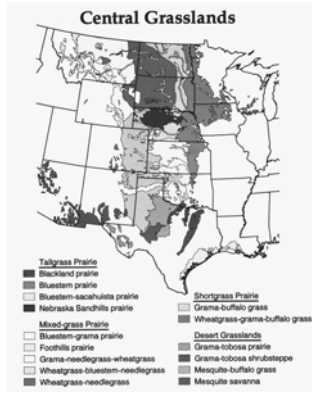 Central Grasslands
Tallgrass Prairie
Blackland prairie
Bluestem prairie
Bluestem-sacahuista prairie
Nebraska Sandhills prairie
Mixed-grass Prairie
Bluestem-grama prairie
Foothills prairie
Grama-needlegrass-wheatgrass
Wheatgrass-bluestem-needlegrass
Wheatgrass-needlegrass
Shortgrass Prairie
Grama-buffalo grass
Wheatgrass-grama-buffalo grass
Desert Grasslands
Grama-tobosa prairie
Grama-tobosa shrubsteppe
Mesquite-buffalo grass
Mesquite savanna